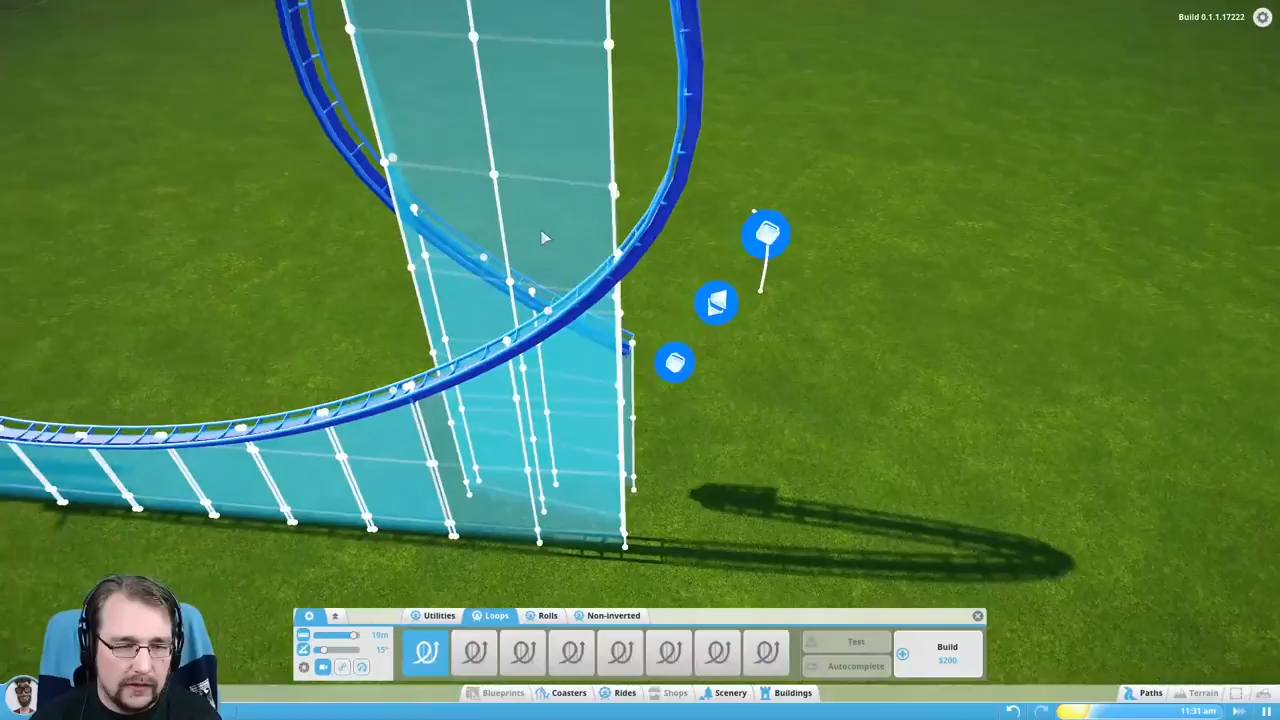 Build 0.1.1.17222
Utilities Loops Rolls Non-inverted
19m
15°
Test
Autocomplete
Build
$200
Blueprints Coasters Rides Shops Scenery Buildings
Paths Terrain
11:31 am